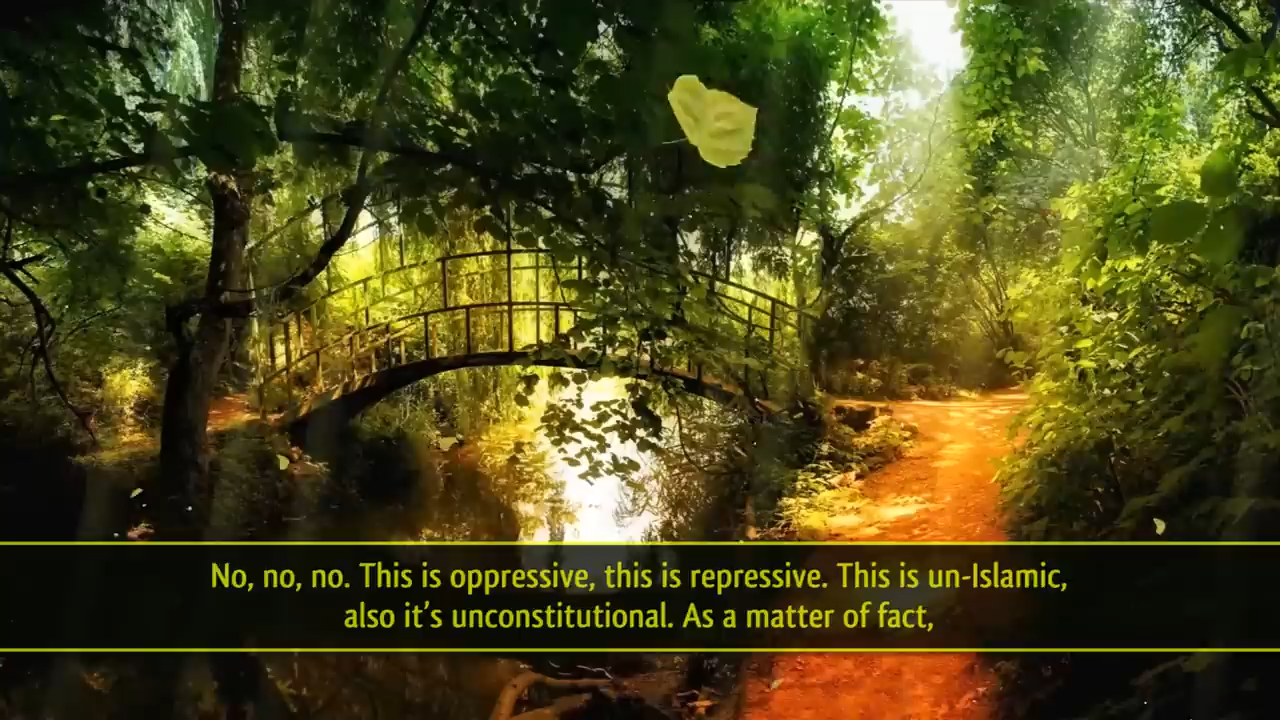 No, no, no. This is oppressive, this is repressive. This is un-Islamic,
also it's unconstitutional. As a matter of fact,